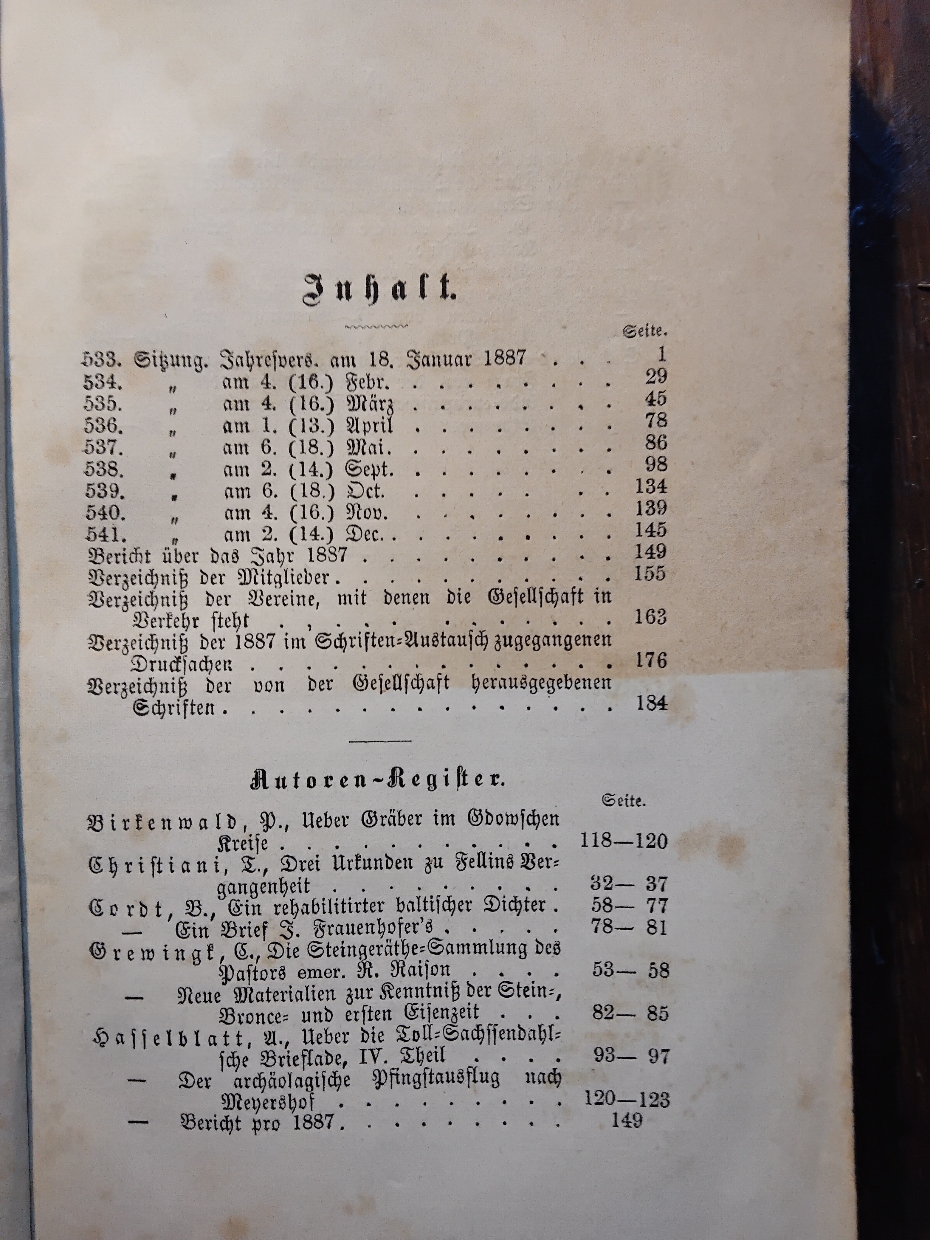 Inhalt.
Seite.
533. Sitzung. Jahresvers. am 18. Januar 1887 . . . 1
534. „ am 4. (16.) Febr. . . . . . . . . 29
535. „ am 4. (16.) März . . . . . . . . 45
536. „ am 1. (13.) April . . . . . . . . 78
537. „ am 6. (18.) Mai. . . . . . . . . 86
538. „ am 2. (14.) Sept. . . . . . . . . 98
539. „ am 6. (18.) Oct. . . . . . . . 134
540. „ am 4. (16.) Nov. . . . . . . . . 139
541. „ am 2. (14.) Dec. . . . . . . . . . 145
Bericht über das Jahr 1887 . . . . . . . . . . 149
Verzeichniß der Mitglieder . . . . . . . . . . . 155
Verzeichniß der Vereine, mit denen die Gesellschaft in
Verkehr steht . . . . . . . . . . . . . 163
Verzeichniß der 1887 im Schriften-Austausch zugegangenen
Drucksachen . . . . . . . . . . . . . . 176
Verzeichniß der von der Gesellschaft herausgegebenen
Schriften . . . . . . . . . . . . . . . 184
Autoren-Register.
Seite.
Birkenwald, P., Ueber Gräber im Gdowschen
Kreise . . . . . . . . . . . 118—120
Christiani, T., Drei Urkunden zu Fellins Ver-
gangenheit . . . . . . . . . 32— 37
Cordt, B., Ein rehabilitirter baltischer Dichter . 58— 77
— Ein Brief J. Frauenhofer's . . . . . 78— 81
Grewingk, C., Die Steingeräthe-Sammlung des
Pastors emer. R. Raison . . . . 53— 58
— Neue Materialien zur Kenntniß der Stein-,
Bronce- und ersten Eisenzeit . . . 82— 85
Hasselblatt, A., Ueber die Toll-Sachssendahl-
sche Brieflade, IV. Theil . . . . 93— 97
— Der archäolagische Pfingstausflug nach
Meyershof . . . . . . . . . 120—123
— Bericht pro 1887 . . . . . . . . 149